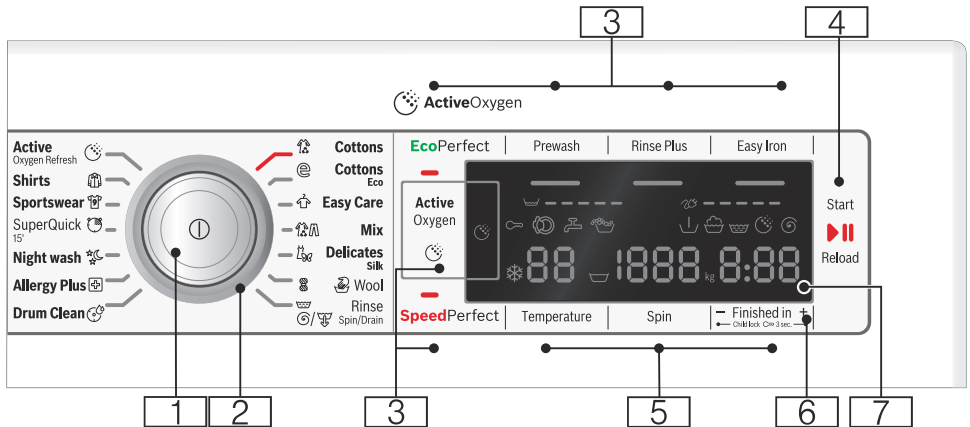 3
4
ActiveOxygen
Active
Oxygen Refresh
Shirts
Sportswear
SuperQuick
15'
Night wash
Allergy Plus
Drum Clean
Cottons
Cottons
Eco
Easy Care
Mix
Delicates
Silk
Wool
Rinse
Spin/Drain
EcoPerfect
Prewash
Rinse Plus
Easy Iron
Active
Oxygen
88
1888
kg
8:88
SpeedPerfect
Temperature
Spin
− Finished in +
Child lock 3 sec.
Start
Reload
1
2
3
5
6
7